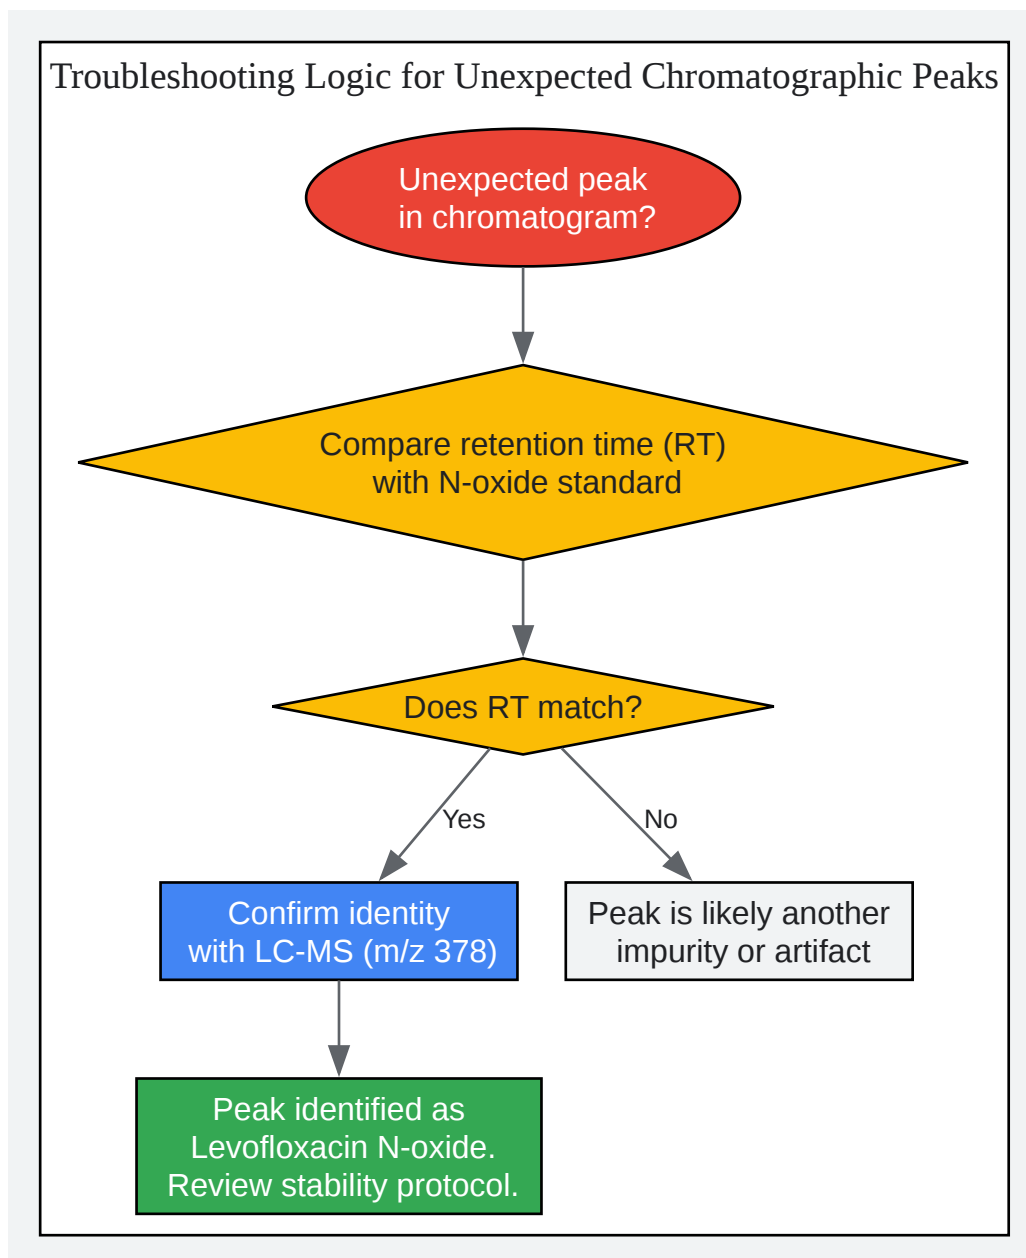 Troubleshooting Logic for Unexpected Chromatographic Peaks
Unexpected peak
in chromatogram?
Compare retention time (RT)
with N-oxide standard
Does RT match?
Yes
No
Confirm identity
with LC-MS (m/z 378)
Peak is likely another
impurity or artifact
Peak identified as
Levofloxacin N-oxide.
Review stability protocol.